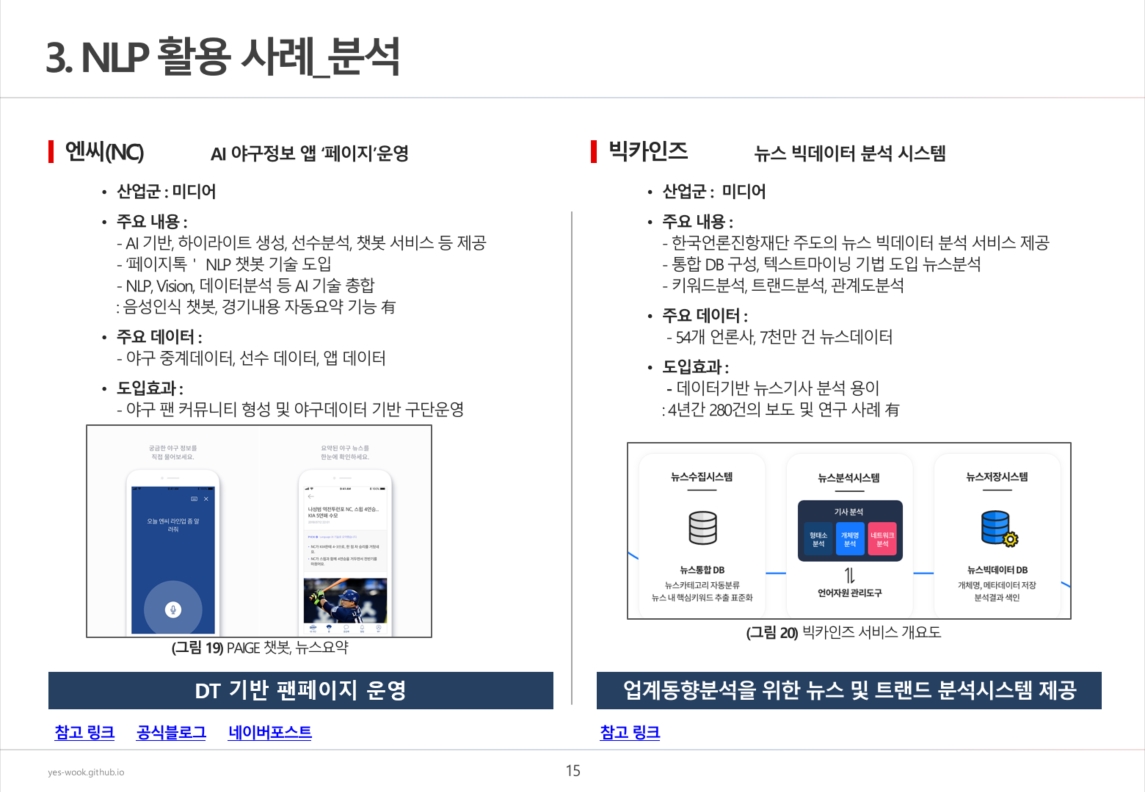 3. NLP 활용 사례_분석
엔씨(NC) AI 야구정보 앱 '페이지'운영
• 산업군 : 미디어
• 주요 내용 :
- AI 기반, 하이라이트 생성, 선수분석, 챗봇 서비스 등 제공
- '페이지톡 ' NLP 챗봇 기술 도입
- NLP, Vision, 데이터분석 등 AI 기술 총합
: 음성인식 챗봇, 경기내용 자동요약 기능 有
• 주요 데이터 :
- 야구 중계데이터, 선수 데이터, 앱 데이터
• 도입효과 :
- 야구 팬 커뮤니티 형성 및 야구데이터 기반 구단운영
궁금한 야구 정보를
직접 물어보세요.
오늘 엔씨 라인업 좀 알
려줘
요약된 야구 뉴스를
한눈에 확인하세요.
(그림 19) PAIGE 챗봇, 뉴스요약
DT 기반 팬페이지 운영
참고 링크 공식블로그 네이버포스트
빅카인즈 뉴스 빅데이터 분석 시스템
• 산업군 : 미디어
• 주요 내용 :
- 한국언론진항재단 주도의 뉴스 빅데이터 분석 서비스 제공
- 통합 DB 구성, 텍스트마이닝 기법 도입 뉴스분석
- 키워드분석, 트랜드분석, 관계도분석
• 주요 데이터 :
- 54개 언론사, 7천만 건 뉴스데이터
• 도입효과 :
- 데이터기반 뉴스기사 분석 용이
: 4년간 280건의 보도 및 연구 사례 有
뉴스수집시스템
뉴스통합 DB
뉴스카테고리 자동분류
뉴스 내 핵심키워드 추출 표준화
뉴스분석시스템
기사 분석
형태소
분석
개체명
분석
네트워크
분석
언어자원 관리도구
뉴스저장시스템
뉴스빅데이터 DB
개체명, 메타데이터 저장
분석결과 색인
(그림 20) 빅카인즈 서비스 개요도
업계동향분석을 위한 뉴스 및 트랜드 분석시스템 제공
참고 링크
yes-wook.github.io
15